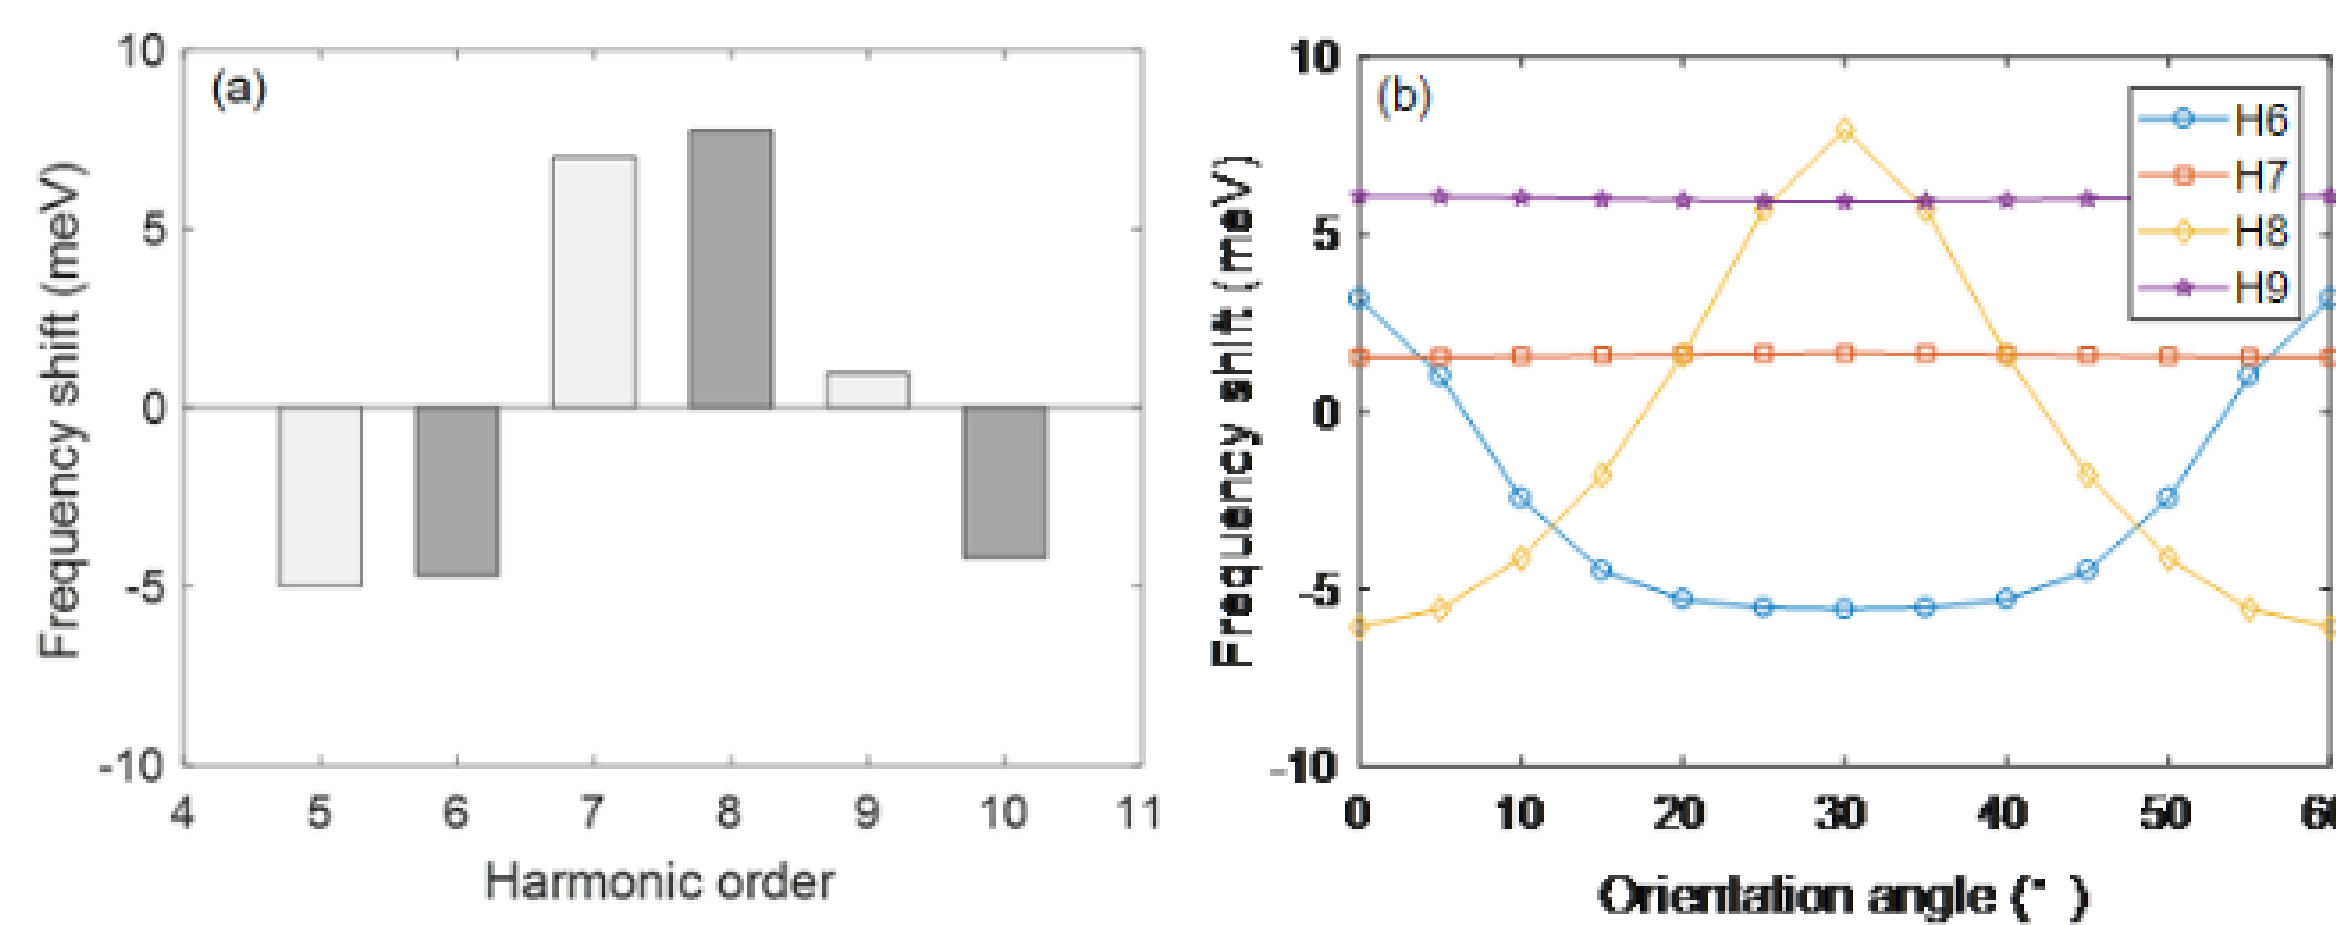 (a)
10
5
0
-5
-10
Frequency shift (meV)
4 5 6 7 8 9 10 11
Harmonic order
(b)
10
5
0
-5
-10
Frequency shift (meV)
H6
H7
H8
H9
0 10 20 30 40 50 60
Orientation angle (° )